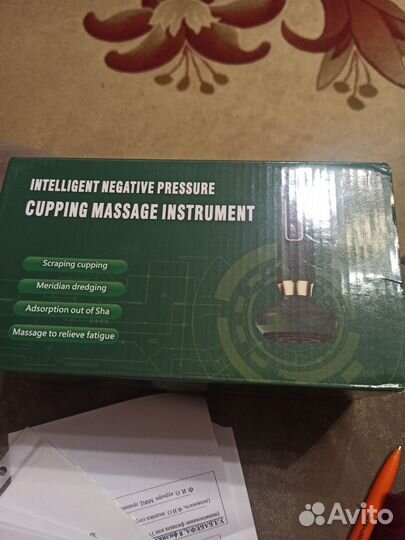 INTELLIGENT NEGATIVE PRESSURE
CUPPING MASSAGE INSTRUMENT
Scraping cupping
Meridian dredging
Adsorption out of Sha
Massage to relieve fatigue
Avito